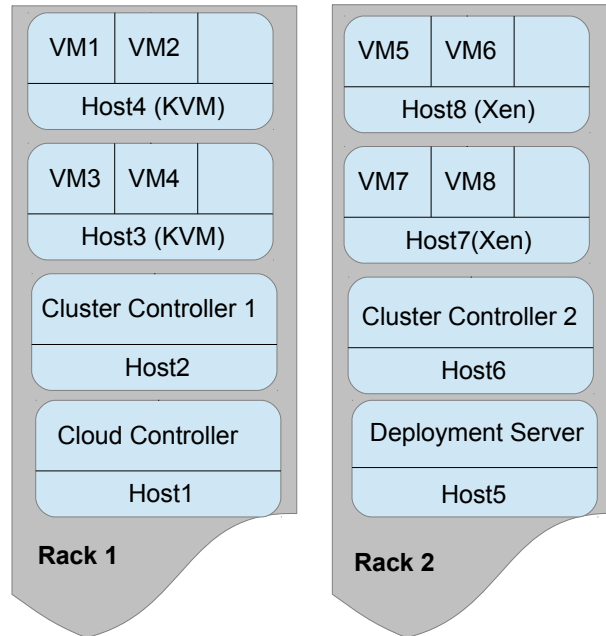 VM1 VM2
Host4 (KVM)
VM3 VM4
Host3 (KVM)
Cluster Controller 1
Host2
Cloud Controller
Host1
Rack 1
VM5 VM6
Host8 (Xen)
VM7 VM8
Host7(Xen)
Cluster Controller 2
Host6
Deployment Server
Host5
Rack 2